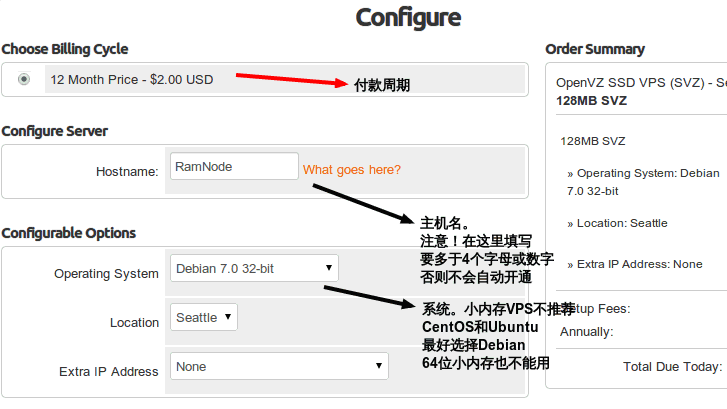 Configure
Choose Billing Cycle
12 Month Price - $2.00 USD
付款周期
Configure Server
Hostname: RamNode What goes here?
主机名。
注意！在这里填写
要多于4个字母或数字
否则不会自动开通
Configurable Options
Operating System Debian 7.0 32-bit
系统。小内存VPS不推荐
CentOS和Ubuntu
最好选择Debian
64位小内存也不能用
Location Seattle
Extra IP Address None
Order Summary
OpenVZ SSD VPS (SVZ) - Se
128MB SVZ
128MB SVZ
» Operating System: Debian
7.0 32-bit
» Location: Seattle
» Extra IP Address: None
Setup Fees:
Annually:
Total Due Today: